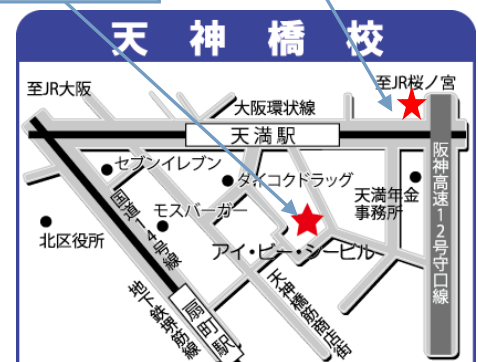 天神橋校
至JR大阪
至JR桜ノ宮
大阪環状線
天満駅
セブンイレブン
ダイコクドラッグ
天満年金
事務所
阪神高速12号守口線
国道14号線
モスバーガー
北区役所
アイ・ビー・シービル
地下鉄堺筋線
扇町駅
天神橋筋商店街